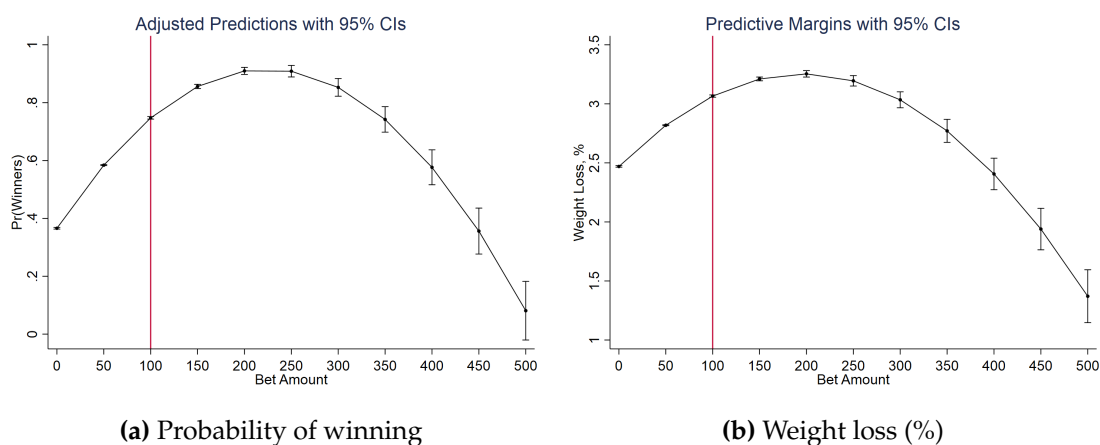 Adjusted Predictions with 95% CIs
1
.8
.6
.4
.2
0
Pr(Winners)
0 50 100 150 200 250 300 350 400 450 500
Bet Amount
(a) Probability of winning
Predictive Margins with 95% CIs
3.5
3
2.5
2
1.5
1
Weight Loss, %
0 50 100 150 200 250 300 350 400 450 500
Bet Amount
(b) Weight loss (%)